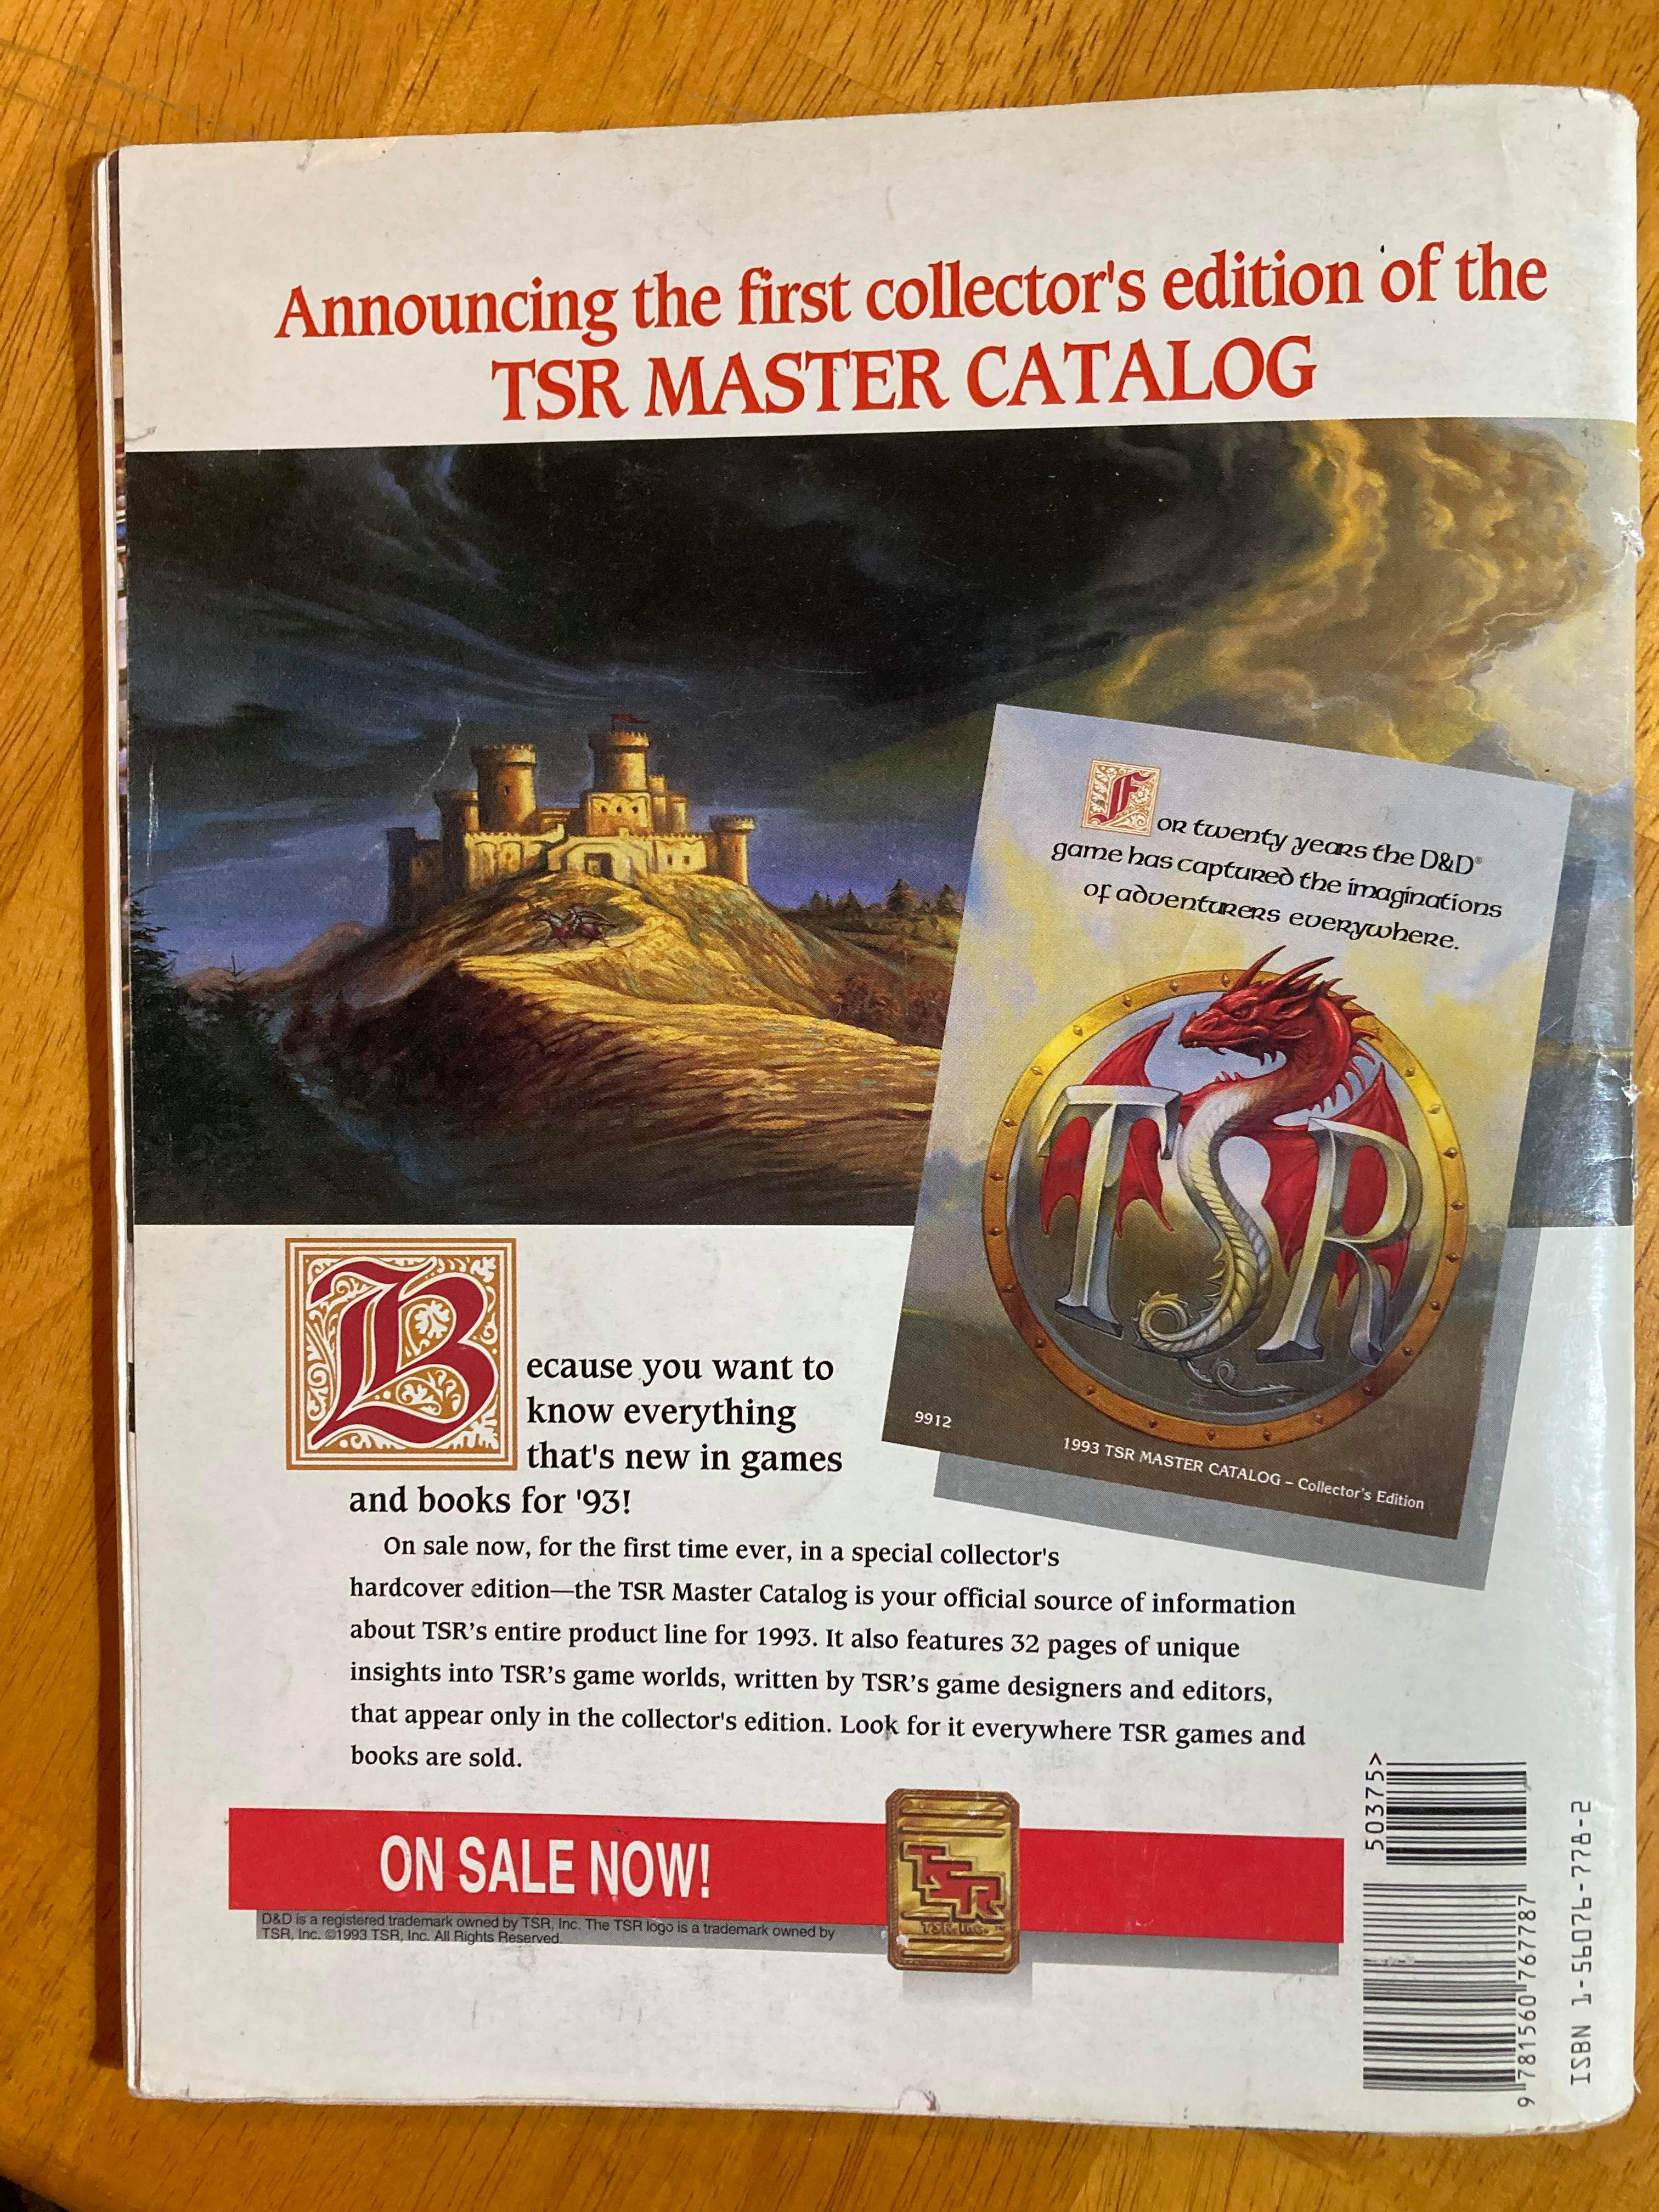 Announcing the first collector's edition of the
TSR MASTER CATALOG
For twenty years the D&D®
game has captured the imaginations
of adventurers everywhere.
TSR
9912
1993 TSR MASTER CATALOG – Collector's Edition
Because you want to
know everything
that's new in games
and books for '93!
On sale now, for the first time ever, in a special collector's
hardcover edition—the TSR Master Catalog is your official source of information
about TSR's entire product line for 1993. It also features 32 pages of unique
insights into TSR's game worlds, written by TSR's game designers and editors,
that appear only in the collector's edition. Look for it everywhere TSR games and
books are sold.
ON SALE NOW!
TSR
TSR Inc.™
D&D is a registered trademark owned by TSR, Inc. The TSR logo is a trademark owned by
TSR, Inc. ©1993 TSR, Inc. All Rights Reserved.
50375>
9 781560 767787
ISBN 1-56076-778-2